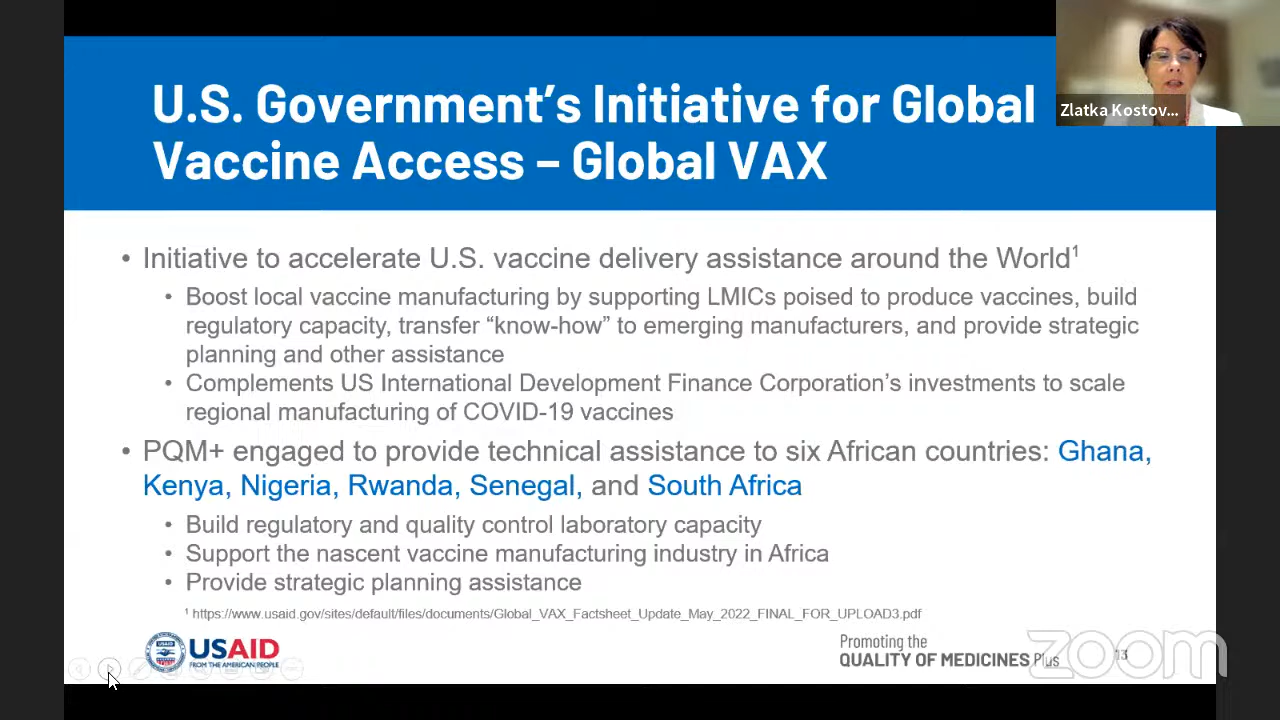 U.S. Government’s Initiative for Global
Vaccine Access – Global VAX
Zlatka Kostov...
• Initiative to accelerate U.S. vaccine delivery assistance around the World¹
• Boost local vaccine manufacturing by supporting LMICs poised to produce vaccines, build
regulatory capacity, transfer “know-how” to emerging manufacturers, and provide strategic
planning and other assistance
• Complements US International Development Finance Corporation’s investments to scale
regional manufacturing of COVID-19 vaccines
• PQM+ engaged to provide technical assistance to six African countries: Ghana,
Kenya, Nigeria, Rwanda, Senegal, and South Africa
• Build regulatory and quality control laboratory capacity
• Support the nascent vaccine manufacturing industry in Africa
• Provide strategic planning assistance
¹ https://www.usaid.gov/sites/default/files/documents/Global_VAX_Factsheet_Update_May_2022_FINAL_FOR_UPLOAD3.pdf
USAID
FROM THE AMERICAN PEOPLE
Promoting the
QUALITY OF MEDICINES Plus
13
zoom